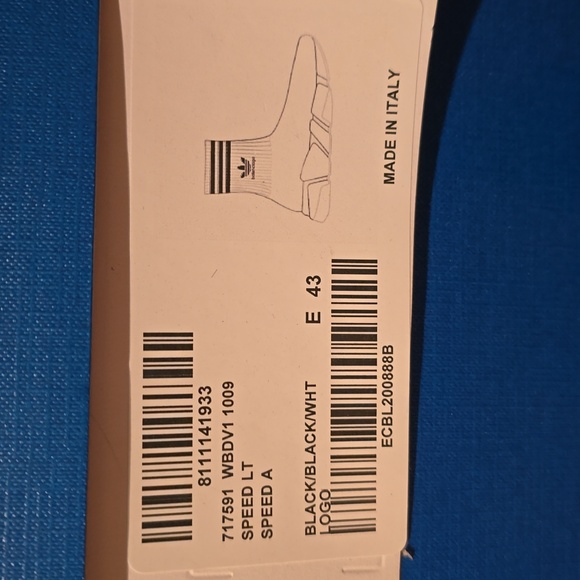 MADE IN ITALY
8111141933
717591 WBDV1 1009
SPEED LT
SPEED A
E 43
BLACK/BLACK/WHT
LOGO
ECBL200888B